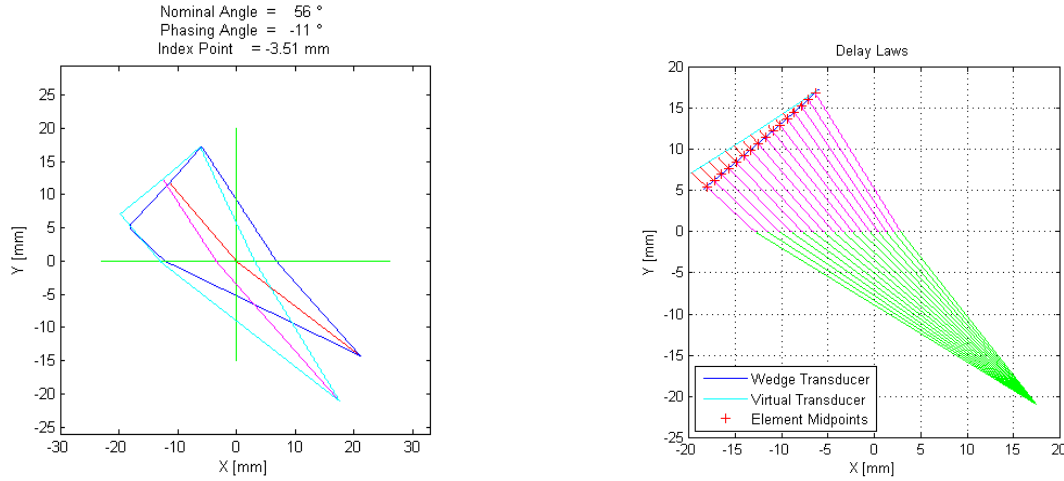 Nominal Angle = 56 °
Phasing Angle = -11 °
Index Point = -3.51 mm
25
20
15
10
5
0
-5
-10
-15
-20
-25
Y [mm]
-30 -20 -10 0 10 20 30
X [mm]
Delay Laws
20
15
10
5
0
-5
-10
-15
-20
-25
Y [mm]
Wedge Transducer
Virtual Transducer
Element Midpoints
-20 -15 -10 -5 0 5 10 15 20
X [mm]